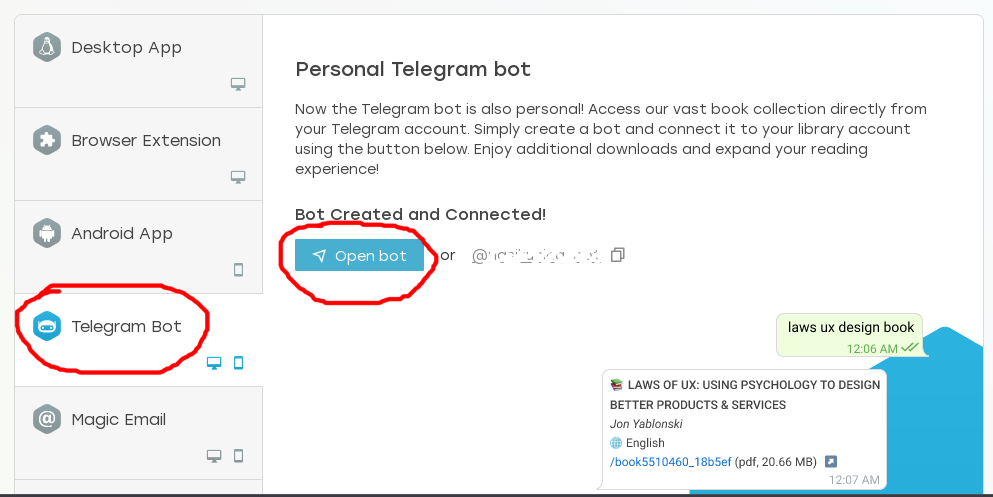 Desktop App
Browser Extension
Android App
Telegram Bot
Magic Email
Personal Telegram bot
Now the Telegram bot is also personal! Access our vast book collection directly from
your Telegram account. Simply create a bot and connect it to your library account
using the button below. Enjoy additional downloads and expand your reading
experience!
Bot Created and Connected!
Open bot or
laws ux design book
12:06 AM
📚 LAWS OF UX: USING PSYCHOLOGY TO DESIGN
BETTER PRODUCTS & SERVICES
Jon Yablonski
🌐 English
/book5510460_18b5ef (pdf, 20.66 MB)
12:07 AM